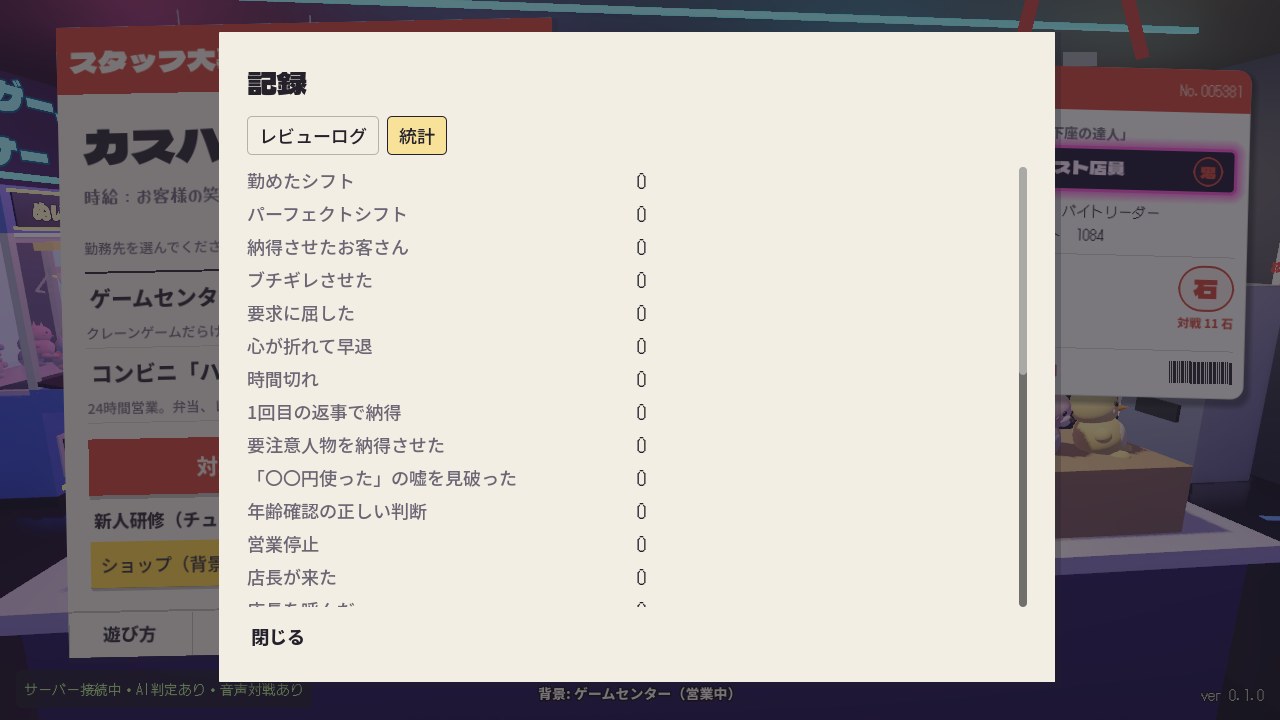 スタッフ大
No. 005381
記録
レビューログ
統計
勤めたシフト 0
パーフェクトシフト 0
納得させたお客さん 0
ブチギレさせた 0
要求に屈した 0
心が折れて早退 0
時間切れ 0
1回目の返事で納得 0
要注意人物を納得させた 0
「〇〇円使った」の嘘を見破った 0
年齢確認の正しい判断 0
営業停止 0
店長が来た 0
閉じる
カスハ
時給：お客様の笑
勤務先を選んでくださ
ゲームセンタ
クレーンゲームだらけ
コンビニ「ハ
24時間営業。弁当、
対
新人研修（チュ
ショップ（背景
遊び方
下座の達人」
スト店員
バイトリーダー
1084
石
対戦 11 石
サーバー接続中・AI判定あり・音声対戦あり
背景: ゲームセンター（営業中）
ver 0.1.0